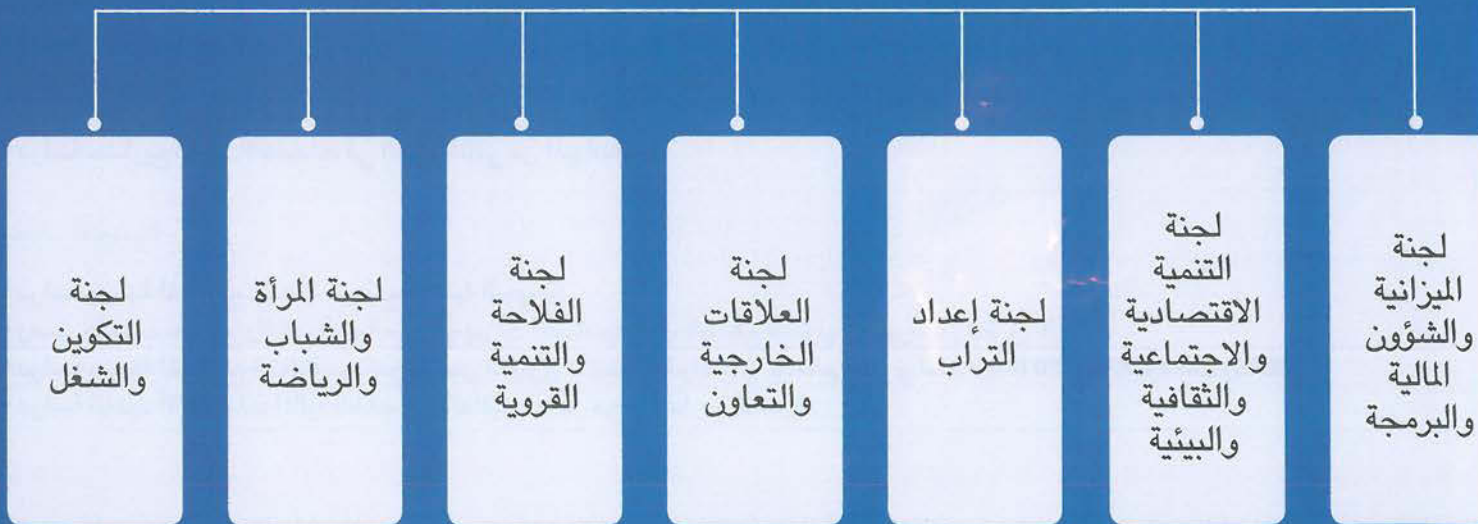 لجنة
الميزانية
والشؤون
المالية
والبرمجة
لجنة
التنمية
الاقتصادية
والاجتماعية
والثقافية
والبيئية
لجنة إعداد
التراب
لجنة
العلاقات
الخارجية
والتعاون
لجنة
الفلاحة
والتنمية
القروية
لجنة المرأة
والشباب
والرياضة
لجنة
التكوين
والشغل